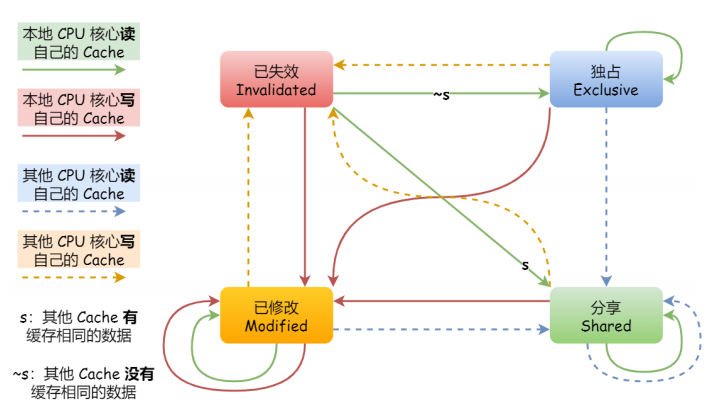 本地 CPU 核心读
自己的 Cache
本地 CPU 核心写
自己的 Cache
其他 CPU 核心读
自己的 Cache
其他 CPU 核心写
自己的 Cache
s：其他 Cache 有
缓存相同的数据
~s：其他 Cache 没有
缓存相同的数据
已失效
Invalidated
独占
Exclusive
~s
s
已修改
Modified
分享
Shared